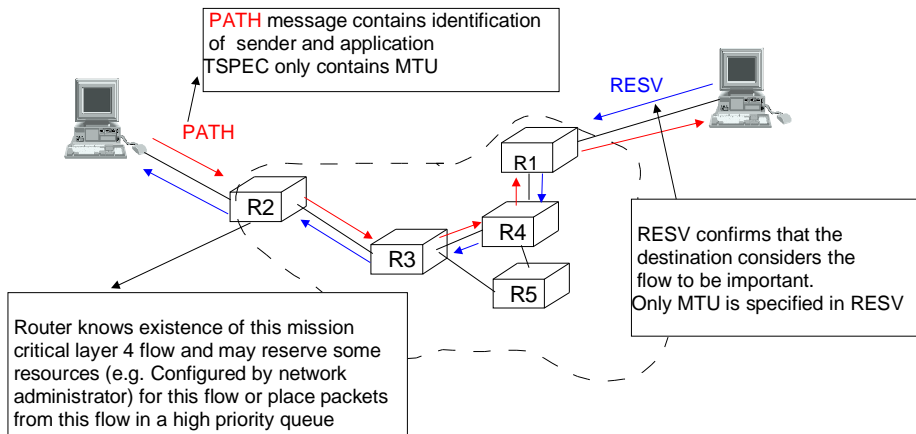 PATH message contains identification
of sender and application
TSPEC only contains MTU
RESV
PATH
R1
R2
R4
R3
R5
RESV confirms that the
destination considers the
flow to be important.
Only MTU is specified in RESV
Router knows existence of this mission
critical layer 4 flow and may reserve some
resources (e.g. Configured by network
administrator) for this flow or place packets
from this flow in a high priority queue